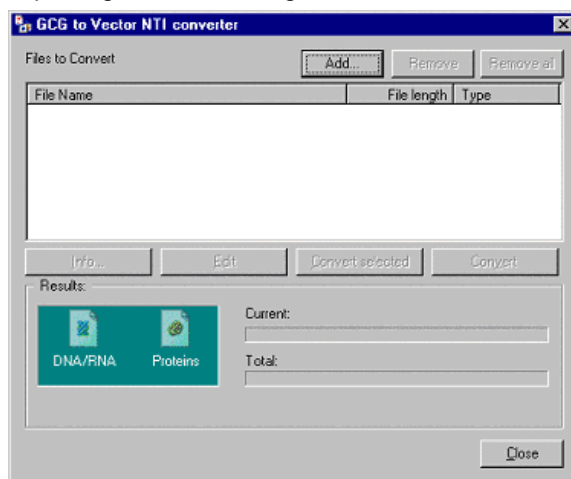 GCG to Vector NTI converter
Files to Convert
Add...
Remove
Remove all
File Name
File length
Type
Info...
Edit
Convert selected
Convert
Results:
DNA/RNA
Proteins
Current:
Total:
Close